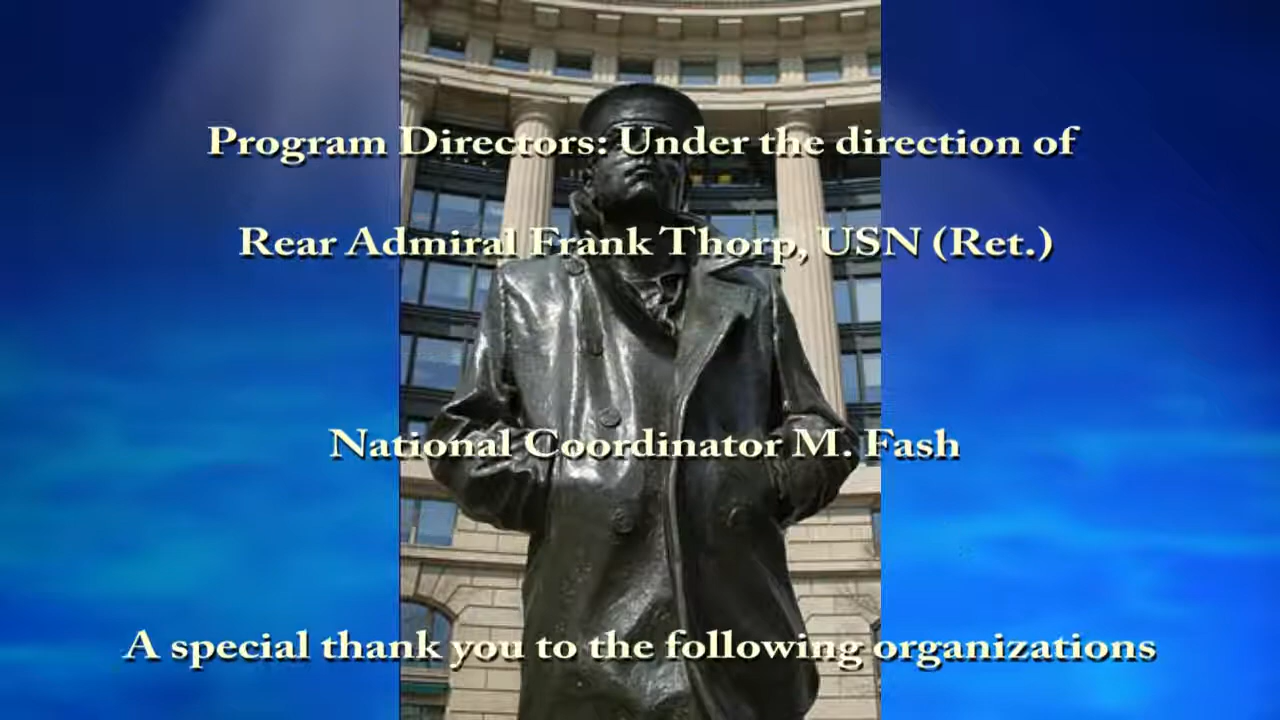 Program Directors: Under the direction of
Rear Admiral Frank Thorp, USN (Ret.)
National Coordinator M. Fash
A special thank you to the following organizations